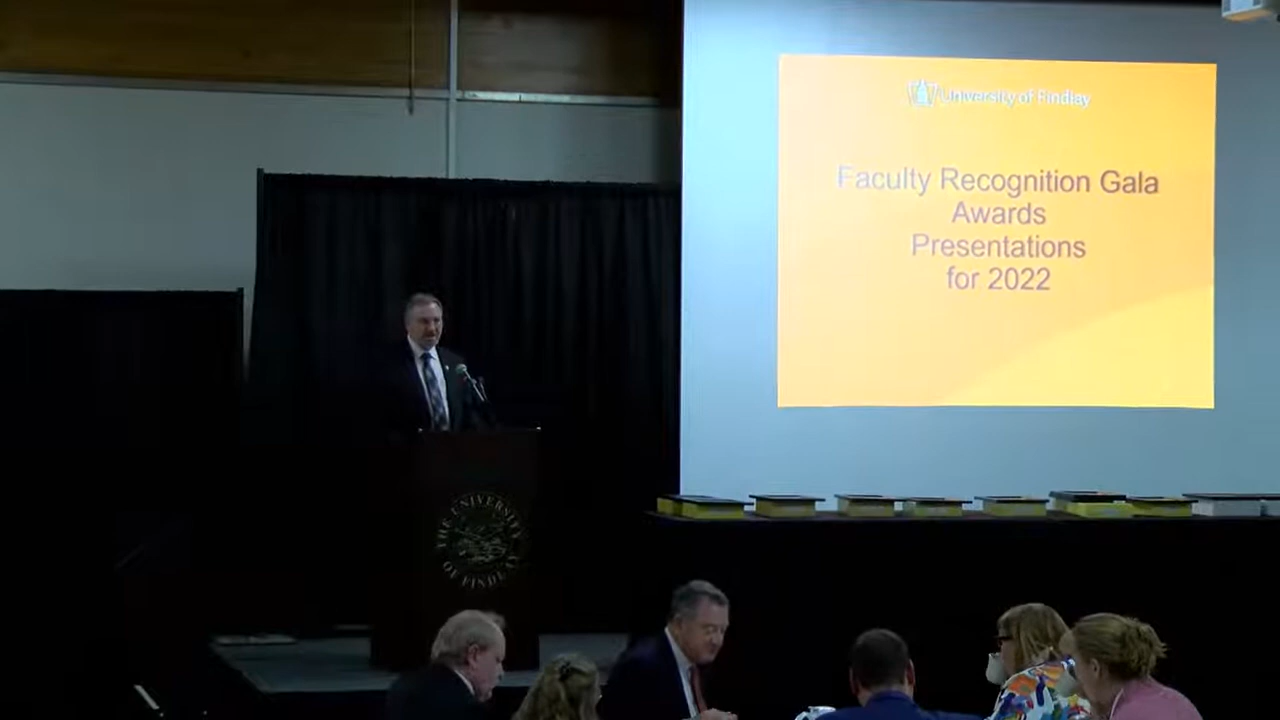 University of Findlay
Faculty Recognition Gala
Awards
Presentations
for 2022
THE UNIVERSITY
OF FINDLAY